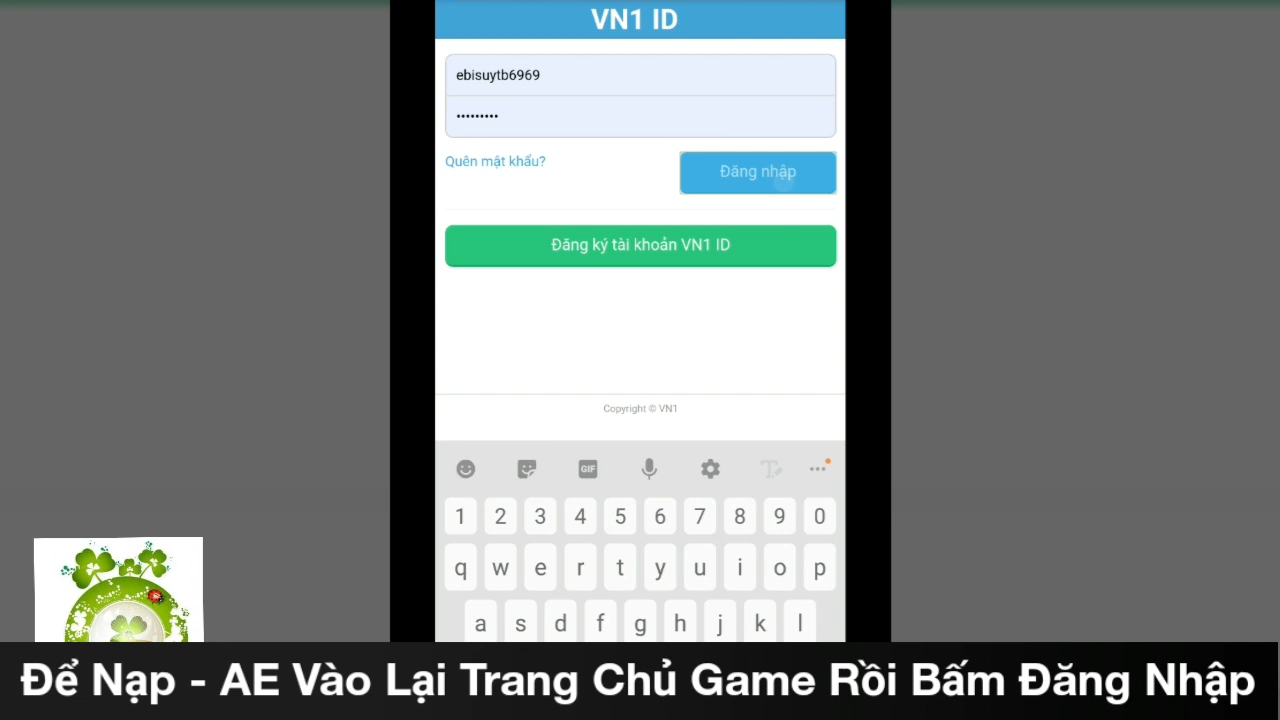 VN1 ID
ebisuytb6969
•••••••••
Quên mật khẩu?
Đăng nhập
Đăng ký tài khoản VN1 ID
Copyright © VN1
GIF
1 2 3 4 5 6 7 8 9 0
q w e r t y u i o p
a s d f g h j k l
Để Nạp - AE Vào Lại Trang Chủ Game Rồi Bấm Đăng Nhập